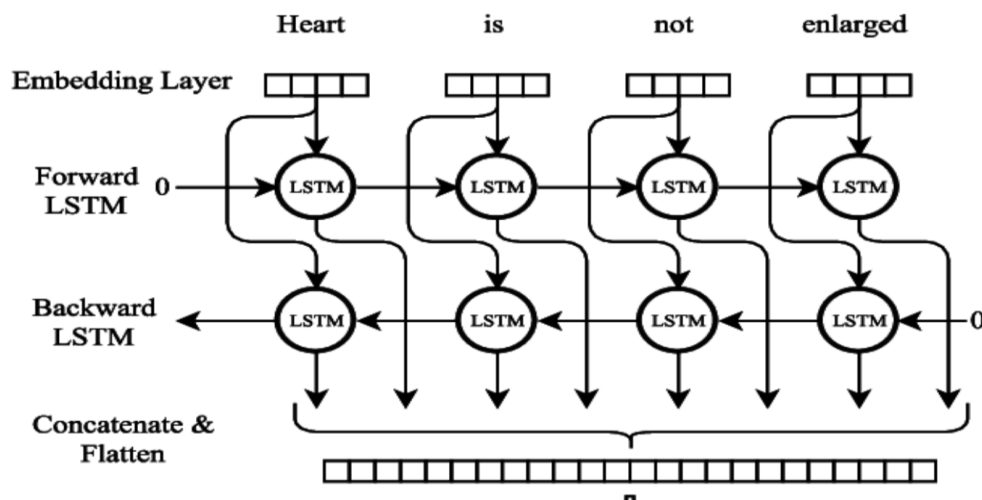 Heart is not enlarged
Embedding Layer
Forward
LSTM
0 LSTM LSTM LSTM LSTM
Backward
LSTM
LSTM LSTM LSTM LSTM 0
Concatenate &
Flatten